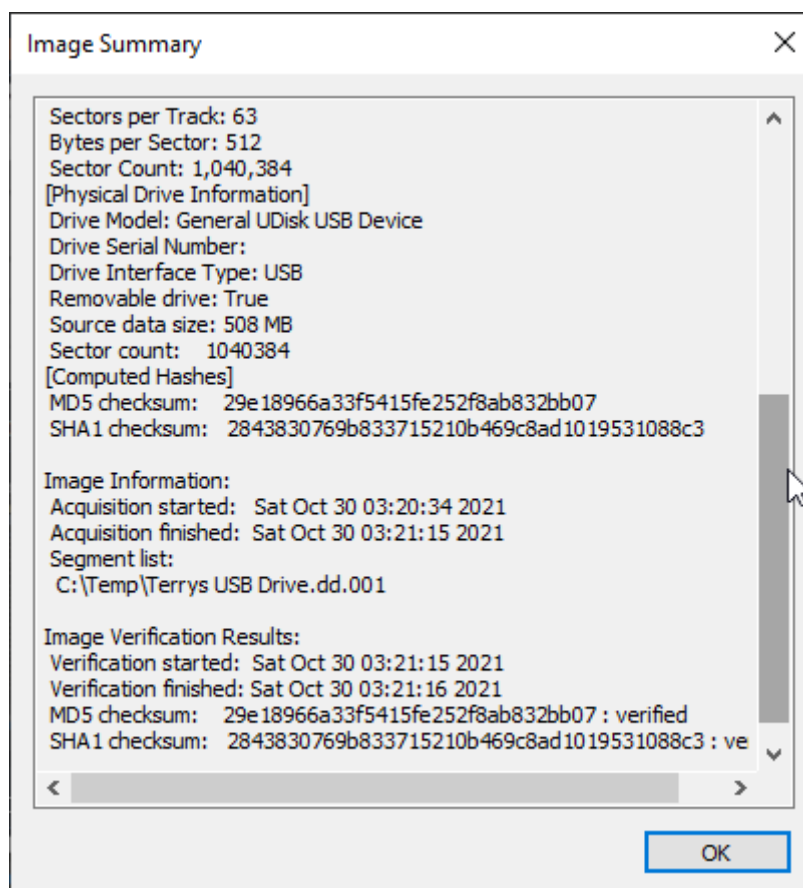 Image Summary
Sectors per Track: 63
Bytes per Sector: 512
Sector Count: 1,040,384
[Physical Drive Information]
Drive Model: General UDisk USB Device
Drive Serial Number:
Drive Interface Type: USB
Removable drive: True
Source data size: 508 MB
Sector count: 1040384
[Computed Hashes]
MD5 checksum: 29e18966a33f5415fe252f8ab832bb07
SHA1 checksum: 2843830769b833715210b469c8ad1019531088c3
Image Information:
Acquisition started: Sat Oct 30 03:20:34 2021
Acquisition finished: Sat Oct 30 03:21:15 2021
Segment list:
C:\Temp\Terrys USB Drive.dd.001
Image Verification Results:
Verification started: Sat Oct 30 03:21:15 2021
Verification finished: Sat Oct 30 03:21:16 2021
MD5 checksum: 29e18966a33f5415fe252f8ab832bb07 : verified
SHA1 checksum: 2843830769b833715210b469c8ad1019531088c3 : ve
OK